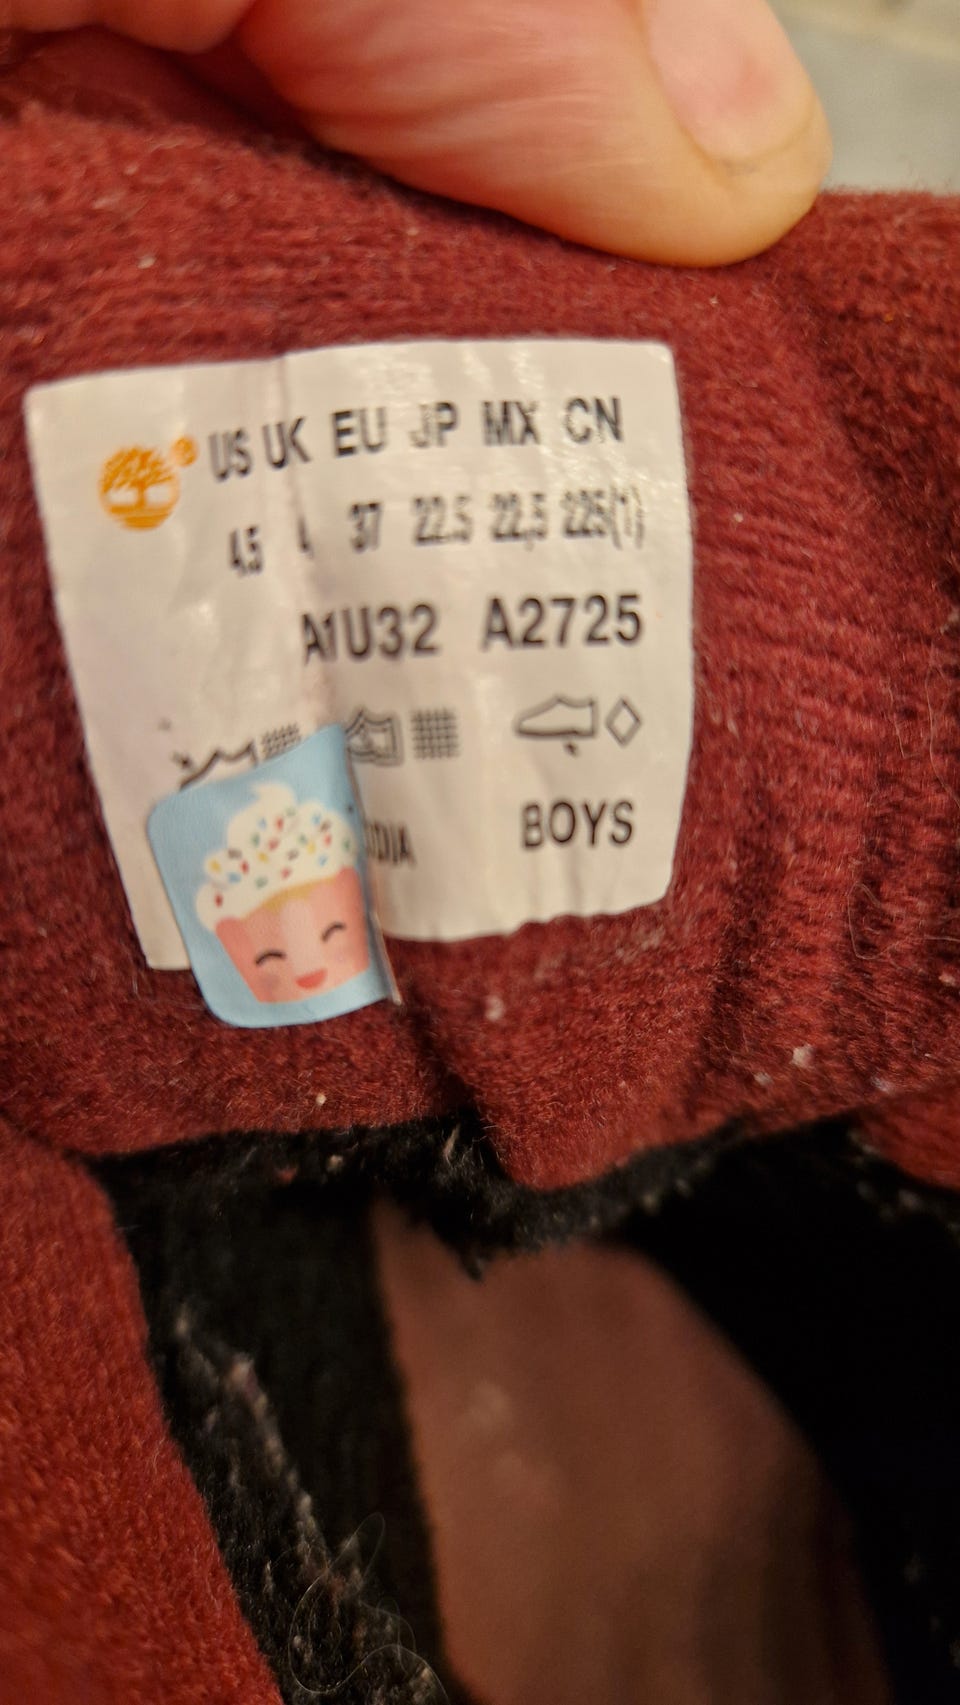 US UK EU JP MX CN
4.5 4 37 22.5 22.5 225(1)
A1U32 A2725
BOYS